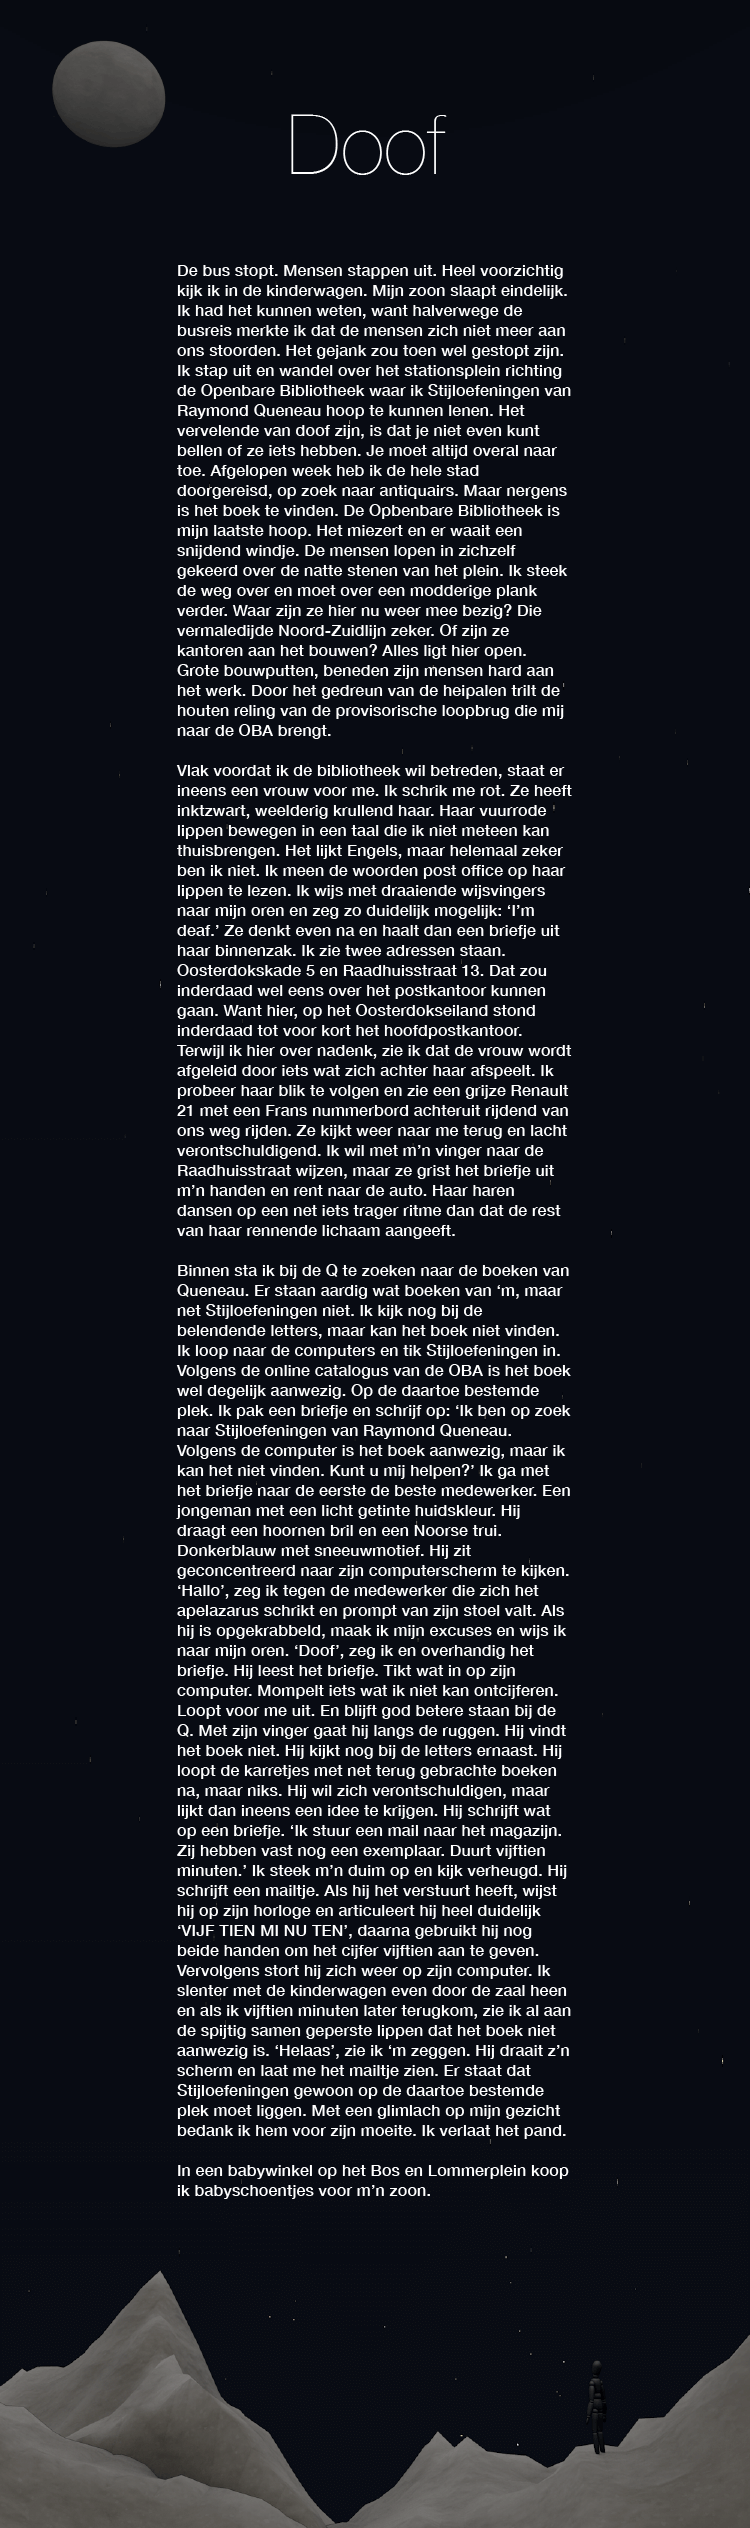 Doof
De bus stopt. Mensen stappen uit. Heel voorzichtig
kijk ik in de kinderwagen. Mijn zoon slaapt eindelijk.
Ik had het kunnen weten, want halverwege de
busreis merkte ik dat de mensen zich niet meer aan
ons stoorden. Het gejank zou toen wel gestopt zijn.
Ik stap uit en wandel over het stationsplein richting
de Openbare Bibliotheek waar ik Stijloefeningen van
Raymond Queneau hoop te kunnen lenen. Het
vervelende van doof zijn, is dat je niet even kunt
bellen of ze iets hebben. Je moet altijd overal naar
toe. Afgelopen week heb ik de hele stad
doorgereisd, op zoek naar antiquairs. Maar nergens
is het boek te vinden. De Opbenbare Bibliotheek is
mijn laatste hoop. Het miezert en er waait een
snijdend windje. De mensen lopen in zichzelf
gekeerd over de natte stenen van het plein. Ik steek
de weg over en moet over een modderige plank
verder. Waar zijn ze hier nu weer mee bezig? Die
vermaledijde Noord-Zuidlijn zeker. Of zijn ze
kantoren aan het bouwen? Alles ligt hier open.
Grote bouwputten, beneden zijn mensen hard aan
het werk. Door het gedreun van de heipalen trilt de
houten reling van de provisorische loopbrug die mij
naar de OBA brengt.
Vlak voordat ik de bibliotheek wil betreden, staat er
ineens een vrouw voor me. Ik schrik me rot. Ze heeft
inktzwart, weelderig krullend haar. Haar vuurrode
lippen bewegen in een taal die ik niet meteen kan
thuisbrengen. Het lijkt Engels, maar helemaal zeker
ben ik niet. Ik meen de woorden post office op haar
lippen te lezen. Ik wijs met draaiende wijsvingers
naar mijn oren en zeg zo duidelijk mogelijk: ‘I’m
deaf.’ Ze denkt even na en haalt dan een briefje uit
haar binnenzak. Ik zie twee adressen staan.
Oosterdokskade 5 en Raadhuisstraat 13. Dat zou
inderdaad wel eens over het postkantoor kunnen
gaan. Want hier, op het Oosterdokseiland stond
inderdaad tot voor kort het hoofdpostkantoor.
Terwijl ik hier over nadenk, zie ik dat de vrouw wordt
afgeleid door iets wat zich achter haar afspeelt. Ik
probeer haar blik te volgen en zie een grijze Renault
21 met een Frans nummerbord achteruit rijdend van
ons weg rijden. Ze kijkt weer naar me terug en lacht
verontschuldigend. Ik wil met m’n vinger naar de
Raadhuisstraat wijzen, maar ze grist het briefje uit
m’n handen en rent naar de auto. Haar haren
dansen op een net iets trager ritme dan dat de rest
van haar rennende lichaam aangeeft.
Binnen sta ik bij de Q te zoeken naar de boeken van
Queneau. Er staan aardig wat boeken van ‘m, maar
net Stijloefeningen niet. Ik kijk nog bij de
belendende letters, maar kan het boek niet vinden.
Ik loop naar de computers en tik Stijloefeningen in.
Volgens de online catalogus van de OBA is het boek
wel degelijk aanwezig. Op de daartoe bestemde
plek. Ik pak een briefje en schrijf op: ‘Ik ben op zoek
naar Stijloefeningen van Raymond Queneau.
Volgens de computer is het boek aanwezig, maar ik
kan het niet vinden. Kunt u mij helpen?’ Ik ga met
het briefje naar de eerste de beste medewerker. Een
jongeman met een licht getinte huidskleur. Hij
draagt een hoornen bril en een Noorse trui.
Donkerblauw met sneeuwmotief. Hij zit
geconcentreerd naar zijn computerscherm te kijken.
‘Hallo’, zeg ik tegen de medewerker die zich het
apelazarus schrikt en prompt van zijn stoel valt. Als
hij is opgekrabbeld, maak ik mijn excuses en wijs ik
naar mijn oren. ‘Doof’, zeg ik en overhandig het
briefje. Hij leest het briefje. Tikt wat in op zijn
computer. Mompelt iets wat ik niet kan ontcijferen.
Loopt voor me uit. En blijft god betere staan bij de
Q. Met zijn vinger gaat hij langs de ruggen. Hij vindt
het boek niet. Hij kijkt nog bij de letters ernaast. Hij
loopt de karretjes met net terug gebrachte boeken
na, maar niks. Hij wil zich verontschuldigen, maar
lijkt dan ineens een idee te krijgen. Hij schrijft wat
op een briefje. ‘Ik stuur een mail naar het magazijn.
Zij hebben vast nog een exemplaar. Duurt vijftien
minuten.’ Ik steek m’n duim op en kijk verheugd. Hij
schrijft een mailtje. Als hij het verstuurt heeft, wijst
hij op zijn horloge en articuleert hij heel duidelijk
‘VIJF TIEN MI NU TEN’, daarna gebruikt hij nog
beide handen om het cijfer vijftien aan te geven.
Vervolgens stort hij zich weer op zijn computer. Ik
slenter met de kinderwagen even door de zaal heen
en als ik vijftien minuten later terugkom, zie ik al aan
de spijtig samen geperste lippen dat het boek niet
aanwezig is. ‘Helaas’, zie ik ‘m zeggen. Hij draait z’n
scherm en laat me het mailtje zien. Er staat dat
Stijloefeningen gewoon op de daartoe bestemde
plek moet liggen. Met een glimlach op mijn gezicht
bedank ik hem voor zijn moeite. Ik verlaat het pand.
In een babywinkel op het Bos en Lommerplein koop
ik babyschoentjes voor m’n zoon.